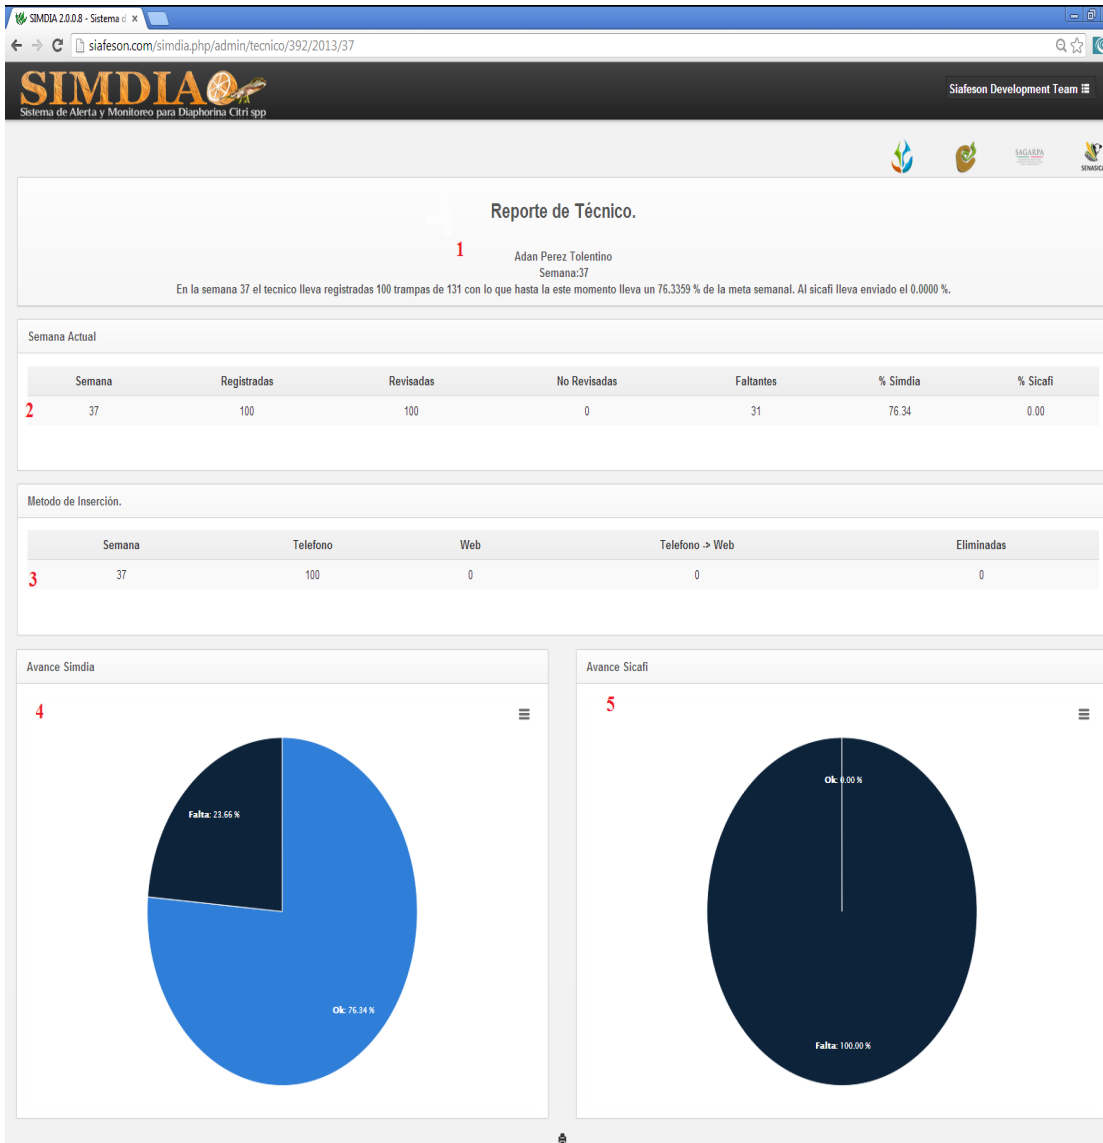 SIMDIA 2.0.0.8 - Sistema d
siafeson.com/simdia.php/admin/tecnico/392/2013/37
SIMDIA
Sistema de Alerta y Monitoreo para Diaphorina Citri spp
Siafeson Development Team
SAGARPA
SENASICA
Reporte de Técnico.
1
Adan Perez Tolentino
Semana:37
En la semana 37 el tecnico lleva registradas 100 trampas de 131 con lo que hasta la este momento lleva un 76.3359 % de la meta semanal. Al sicafi lleva enviado el 0.0000 %.
Semana Actual
Semana Registradas Revisadas No Revisadas Faltantes % Simdia % Sicafi
2 37 100 100 0 31 76.34 0.00
Metodo de Inserción.
Semana Telefono Web Telefono -> Web Eliminadas
3 37 100 0 0 0
Avance Simdia
4
Falta: 23.66 %
Ok: 76.34 %
Avance Sicafi
5
Ok: 0.00 %
Falta: 100.00 %